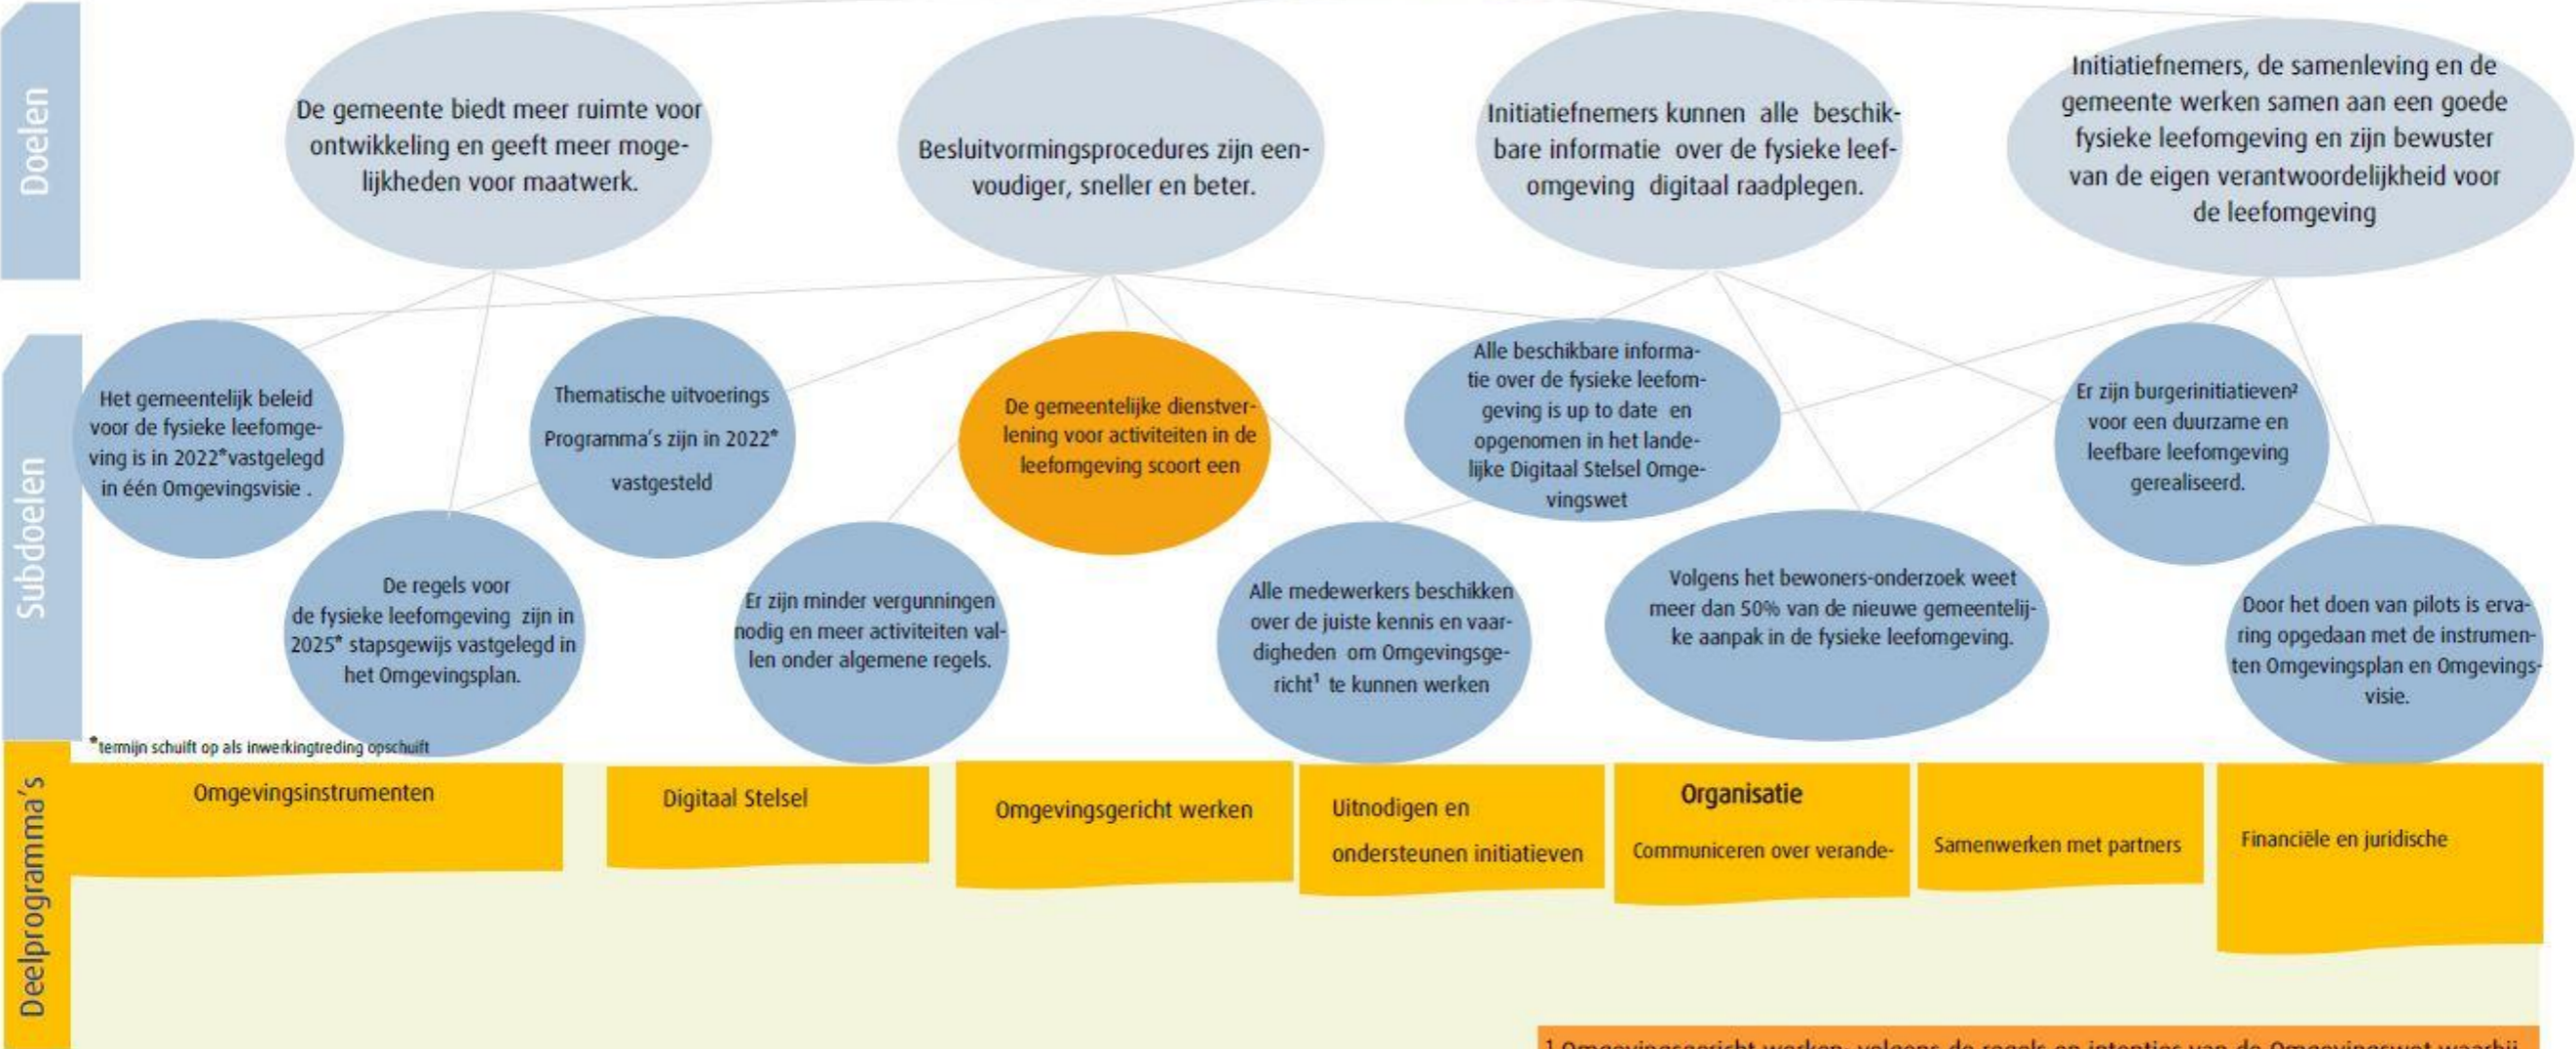 Doelen
De gemeente biedt meer ruimte voor
ontwikkeling en geeft meer moge-
lijkheden voor maatwerk.
Besluitvormingsprocedures zijn een-
voudiger, sneller en beter.
Initiatiefnemers kunnen alle beschik-
bare informatie over de fysieke leef-
omgeving digitaal raadplegen.
Initiatiefnemers, de samenleving en de
gemeente werken samen aan een goede
fysieke leefomgeving en zijn bewuster
van de eigen verantwoordelijkheid voor
de leefomgeving
Subdoelen
Het gemeentelijk beleid
voor de fysieke leefomge-
ving is in 2022*vastgelegd
in één Omgevingsvisie .
De regels voor
de fysieke leefomgeving zijn in
2025* stapsgewijs vastgelegd in
het Omgevingsplan.
Thematische uitvoerings
Programma's zijn in 2022*
vastgesteld
Er zijn minder vergunningen
nodig en meer activiteiten val-
len onder algemene regels.
De gemeentelijke dienstver-
lening voor activiteiten in de
leefomgeving scoort een
Alle medewerkers beschikken
over de juiste kennis en vaar-
digheden om Omgevingsge-
richt¹ te kunnen werken
Alle beschikbare informa-
tie over de fysieke leefom-
geving is up to date en
opgenomen in het lande-
lijke Digitaal Stelsel Omge-
vingswet
Volgens het bewoners-onderzoek weet
meer dan 50% van de nieuwe gemeentelij-
ke aanpak in de fysieke leefomgeving.
Er zijn burgerinitiatieven²
voor een duurzame en
leefbare leefomgeving
gerealiseerd.
Door het doen van pilots is erva-
ring opgedaan met de instrumen-
ten Omgevingsplan en Omgevings-
visie.
*termijn schuift op als inwerkingtreding opschuift
Deelprogramma's
Omgevingsinstrumenten
Digitaal Stelsel
Omgevingsgericht werken
Uitnodigen en
ondersteunen initiatieven
Organisatie
Communiceren over verande-
Samenwerken met partners
Financiële en juridische
¹ Omgevingsgericht werken, volgens de regels en intenties van de Omgevingswet waarbij